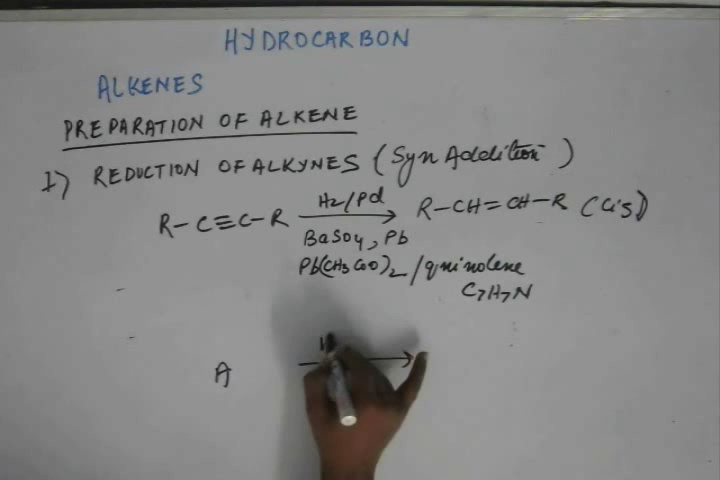 HYDROCARBON
ALKENES
PREPARATION OF ALKENE
I) REDUCTION OF ALKYNES (Syn Addition)
R-C≡C-R H2/Pd BaSO4, Pb R-CH=CH-R (Cis)
Pb(CH3COO)2/quinolene
C7H7N
A